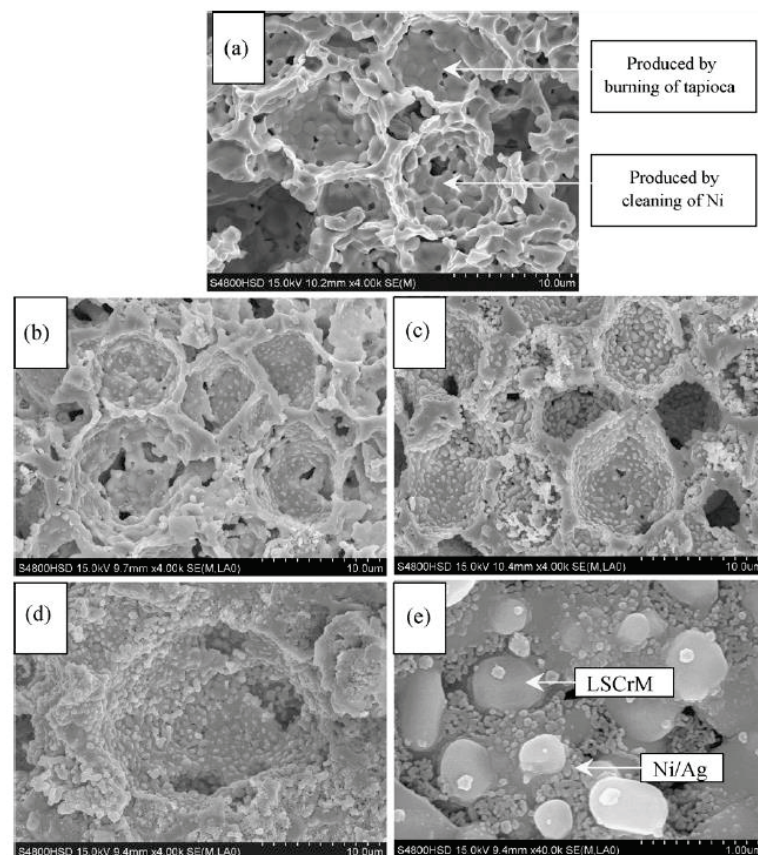 (a)
Produced by
burning of tapioca
Produced by
cleaning of Ni
S4800HSD 15.0kV 10.2mm x4.00k SE(M)
10.0um
(b)
S4800HSD 15.0kV 9.7mm x4.00k SE(M,LA0)
10.0um
(c)
S4800HSD 15.0kV 10.4mm x4.00k SE(M,LA0)
10.0um
(d)
S4800HSD 15.0kV 9.4mm x4.00k SE(M,LA0)
10.0um
(e)
LSCrM
Ni/Ag
S4800HSD 15.0kV 9.4mm x40.0k SE(M,LA0)
1.00um